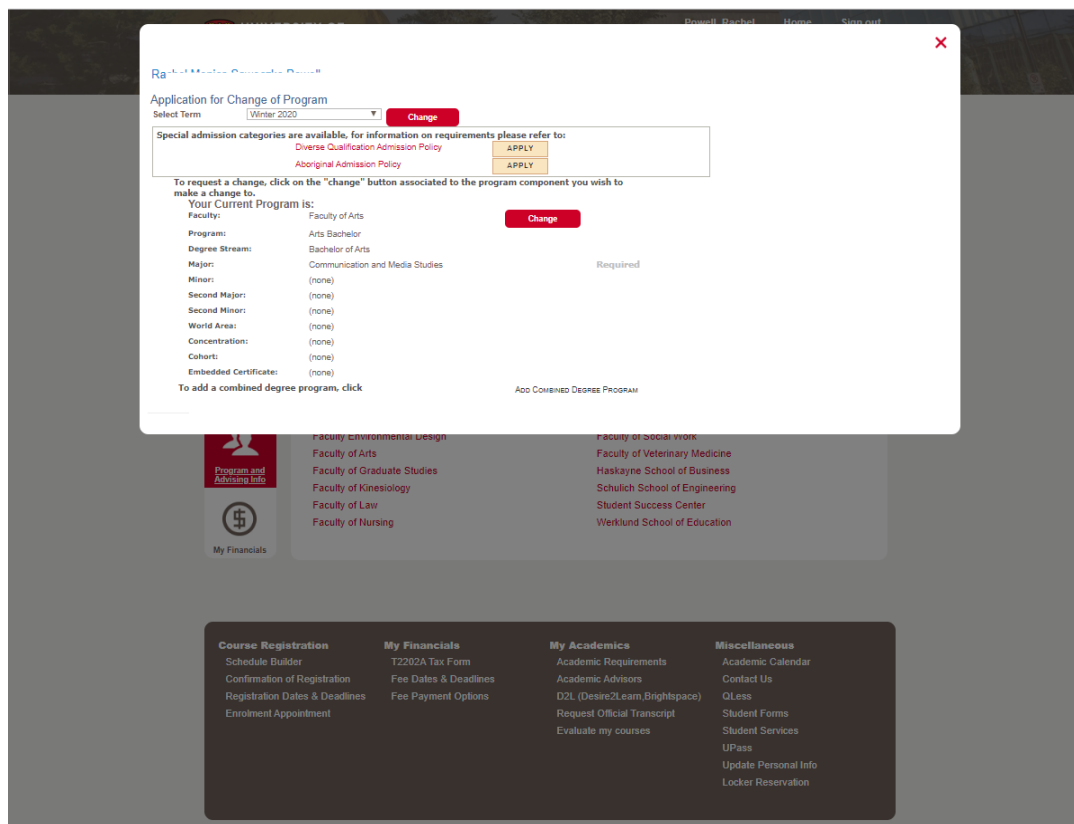 Powell, Rachel Home Sign out
Application for Change of Program
Select Term Winter 2020 Change
Special admission categories are available, for information on requirements please refer to:
Diverse Qualification Admission Policy APPLY
Aboriginal Admission Policy APPLY
To request a change, click on the "change" button associated to the program component you wish to
make a change to.
Your Current Program is:
Faculty: Faculty of Arts Change
Program: Arts Bachelor
Degree Stream: Bachelor of Arts
Major: Communication and Media Studies Required
Minor: (none)
Second Major: (none)
Second Minor: (none)
World Area: (none)
Concentration: (none)
Cohort: (none)
Embedded Certificate: (none)
To add a combined degree program, click ADD COMBINED DEGREE PROGRAM
Program and
Advising Info
My Financials
Faculty Environmental Design
Faculty of Arts
Faculty of Graduate Studies
Faculty of Kinesiology
Faculty of Law
Faculty of Nursing
Faculty of Social Work
Faculty of Veterinary Medicine
Haskayne School of Business
Schulich School of Engineering
Student Success Center
Werklund School of Education
Course Registration
Schedule Builder
Confirmation of Registration
Registration Dates & Deadlines
Enrolment Appointment
My Financials
T2202A Tax Form
Fee Dates & Deadlines
Fee Payment Options
My Academics
Academic Requirements
Academic Advisors
D2L (Desire2Learn,Brightspace)
Request Official Transcript
Evaluate my courses
Miscellaneous
Academic Calendar
Contact Us
QLess
Student Forms
Student Services
UPass
Update Personal Info
Locker Reservation